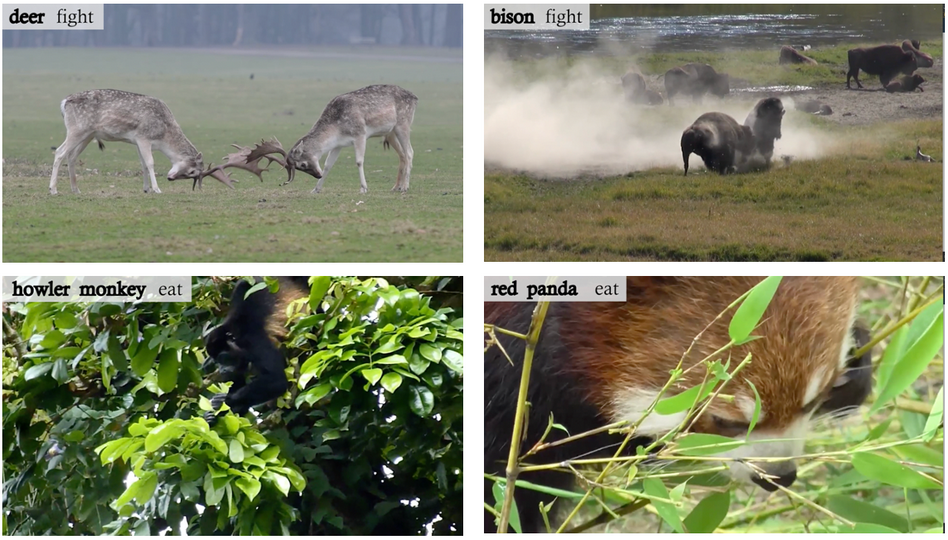 deer fight
bison fight
howler monkey eat
red panda eat